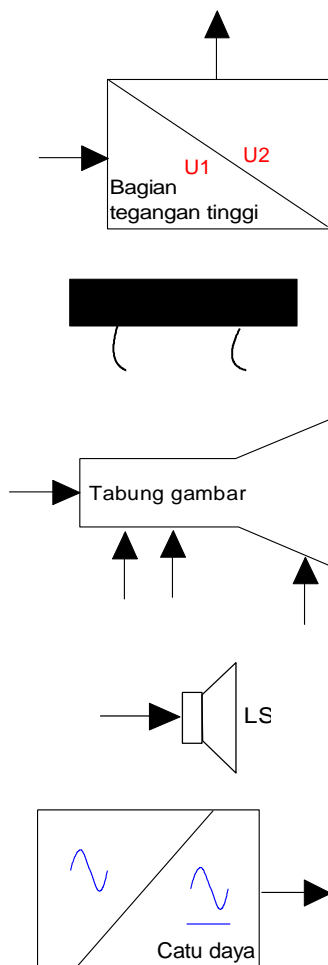 U1 U2
Bagian
tegangan tinggi
Tabung gambar
LS
Catu daya